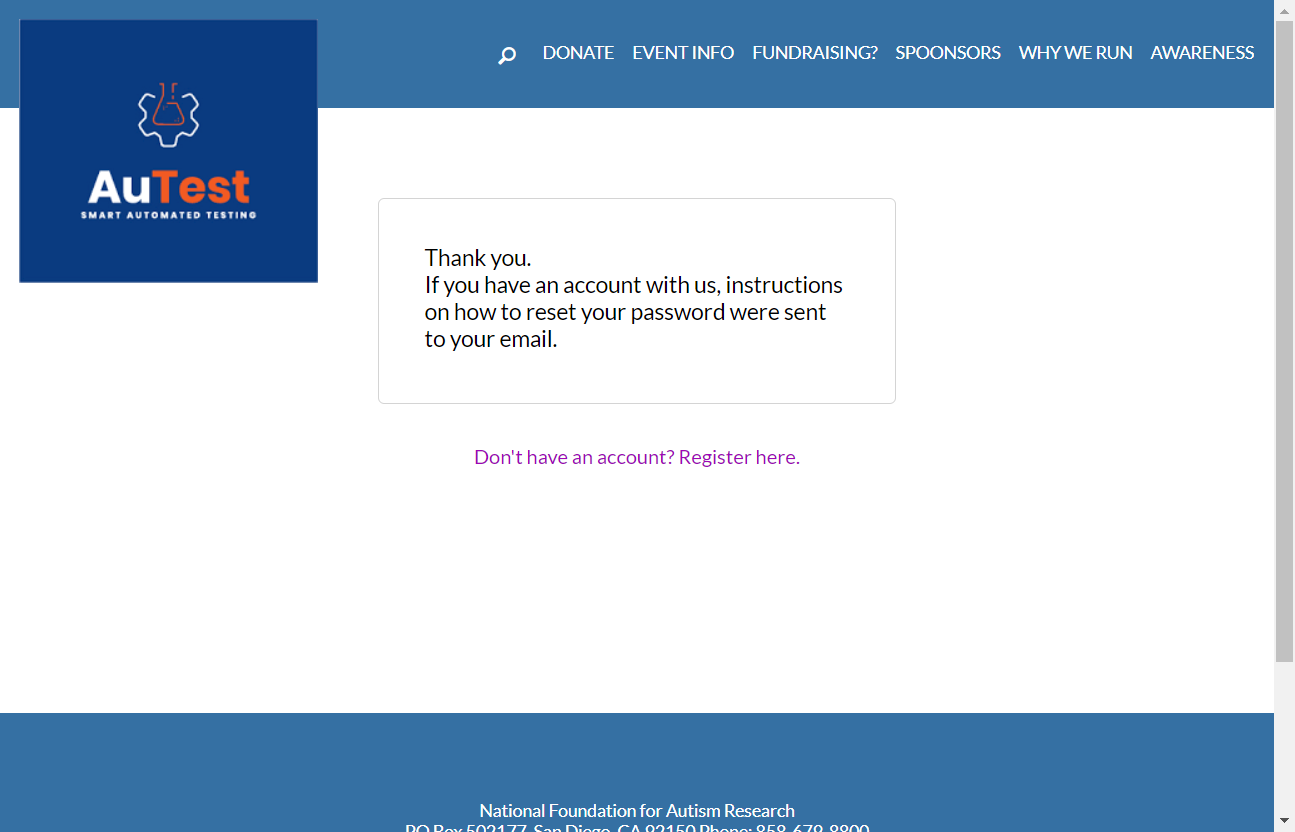 DONATE EVENT INFO FUNDRAISING? SPOONSORS WHY WE RUN AWARENESS
AuTest
SMART AUTOMATED TESTING
Thank you.
If you have an account with us, instructions
on how to reset your password were sent
to your email.
Don't have an account? Register here.
National Foundation for Autism Research
PO Box 502177, San Diego, CA 92150 Phone: 858-679-8800